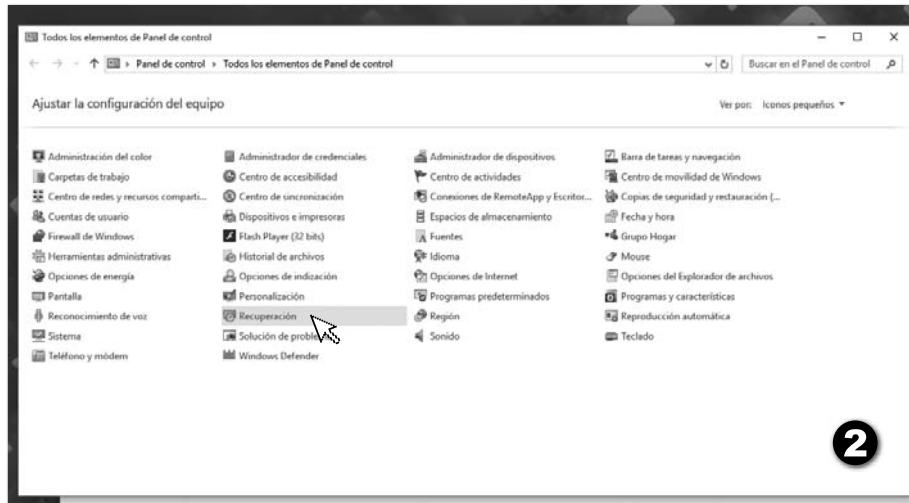 Todos los elementos de Panel de control
Panel de control › Todos los elementos de Panel de control
Buscar en el Panel de control
Ajustar la configuración del equipo
Ver por: Iconos pequeños
Administración del color
Administrador de credenciales
Administrador de dispositivos
Barra de tareas y navegación
Carpetas de trabajo
Centro de accesibilidad
Centro de actividades
Centro de movilidad de Windows
Centro de redes y recursos comparti...
Centro de sincronización
Conexiones de RemoteApp y Escritor...
Copias de seguridad y restauración (...
Cuentas de usuario
Dispositivos e impresoras
Espacios de almacenamiento
Fecha y hora
Firewall de Windows
Flash Player (32 bits)
Fuentes
Grupo Hogar
Herramientas administrativas
Historial de archivos
Idioma
Mouse
Opciones de energía
Opciones de indización
Opciones de Internet
Opciones del Explorador de archivos
Pantalla
Personalización
Programas predeterminados
Programas y características
Reconocimiento de voz
Recuperación
Región
Reproducción automática
Sistema
Solución de proble
Sonido
Teclado
Teléfono y módem
Windows Defender
2